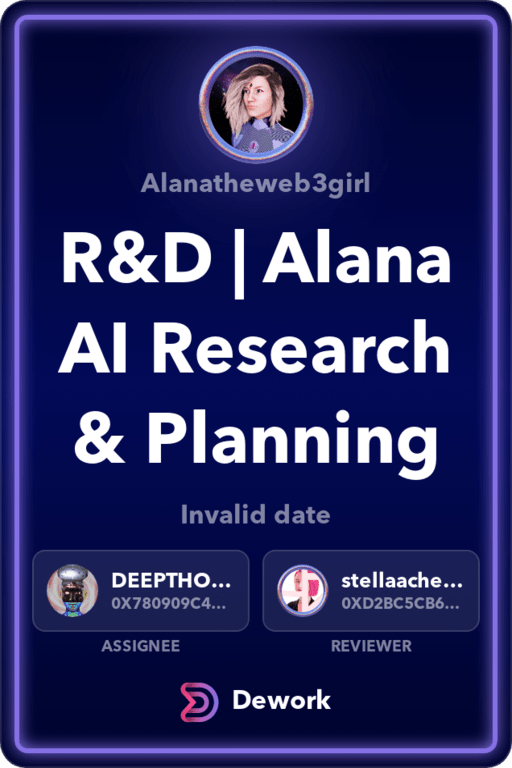 Alanatheweb3girl
R&D | Alana
AI Research
& Planning
Invalid date
DEEPTHO...
0X780909C4...
ASSIGNEE
stellaache...
0XD2BC5CB6...
REVIEWER
Dework